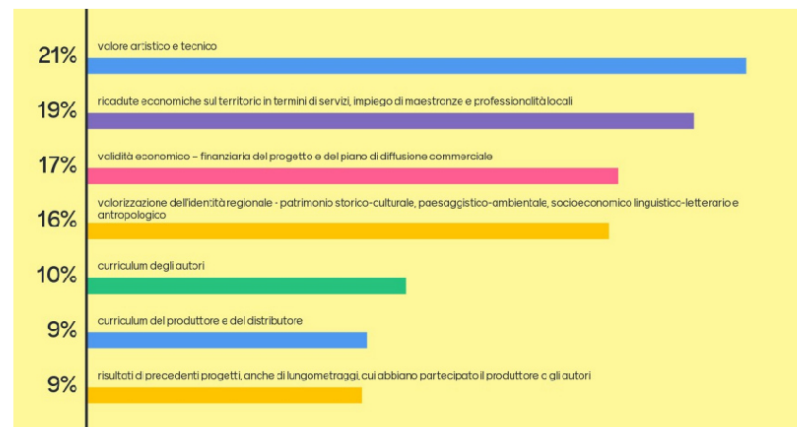 21%
valore artistico e tecnico
19%
ricadute economiche sul territorio in termini di servizi, impiego di maestranze e professionalità locali
17%
validità economico – finanziaria del progetto e del piano di diffusione commerciale
16%
valorizzazione dell'identità regionale - patrimonio storico-culturale, paesaggistico-ambientale, socioeconomico linguistico-letterario e
antropologico
10%
curriculum degli autori
9%
curriculum del produttore e del distributore
9%
risultati di precedenti progetti, anche di lungometraggi, cui abbiano partecipato il produttore o gli autori